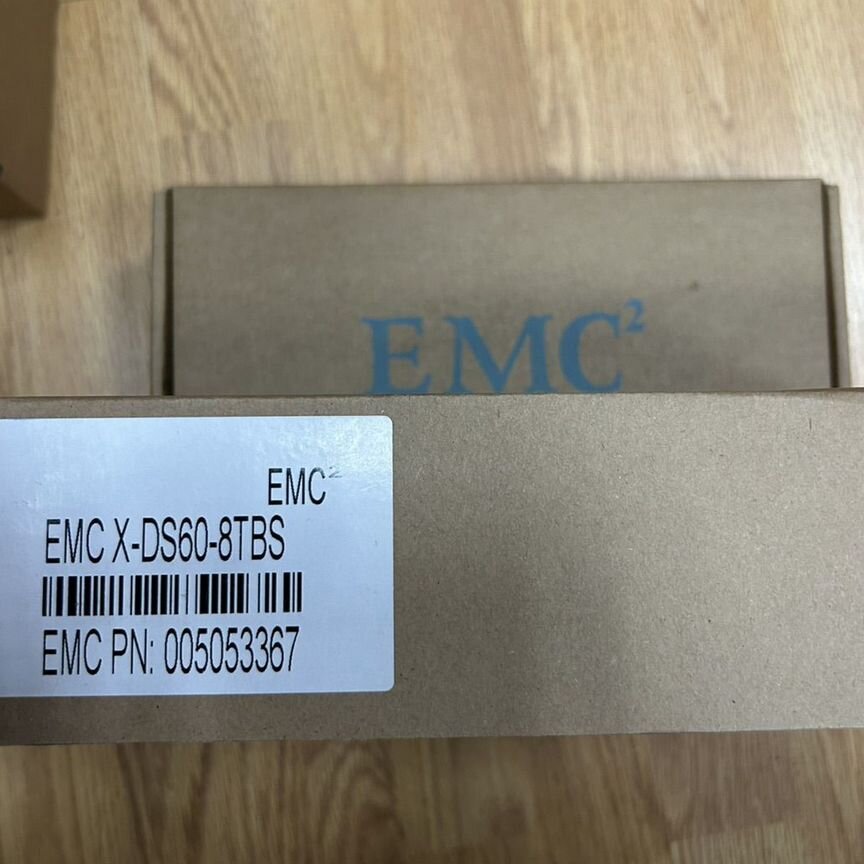 EMC²
EMC²
EMC X-DS60-8TBS
EMC PN: 005053367